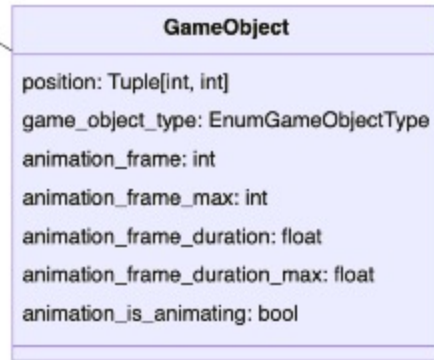 GameObject
position: Tuple[int, int]
game_object_type: EnumGameObjectType
animation_frame: int
animation_frame_max: int
animation_frame_duration: float
animation_frame_duration_max: float
animation_is_animating: bool